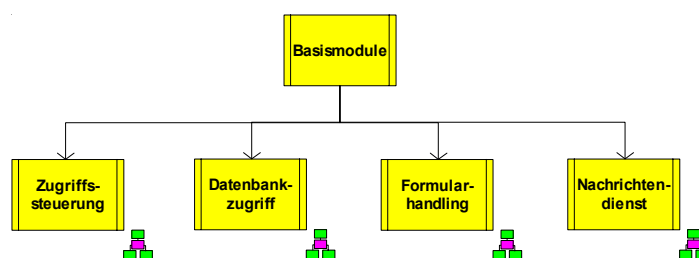 Basismodule
Zugriffs-
steuerung
Datenbank-
zugriff
Formular-
handling
Nachrichten-
dienst